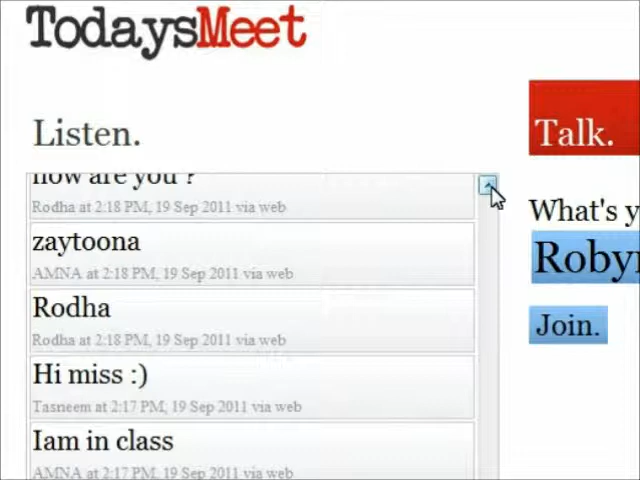 TodaysMeet
Listen.
Talk.
how are you ?
Rodha at 2:18 PM, 19 Sep 2011 via web
zaytoona
AMNA at 2:18 PM, 19 Sep 2011 via web
Rodha
Rodha at 2:18 PM, 19 Sep 2011 via web
Hi miss :)
Tasneem at 2:17 PM, 19 Sep 2011 via web
Iam in class
AMNA at 2:17 PM, 19 Sep 2011 via web
What's y
Robyn
Join.